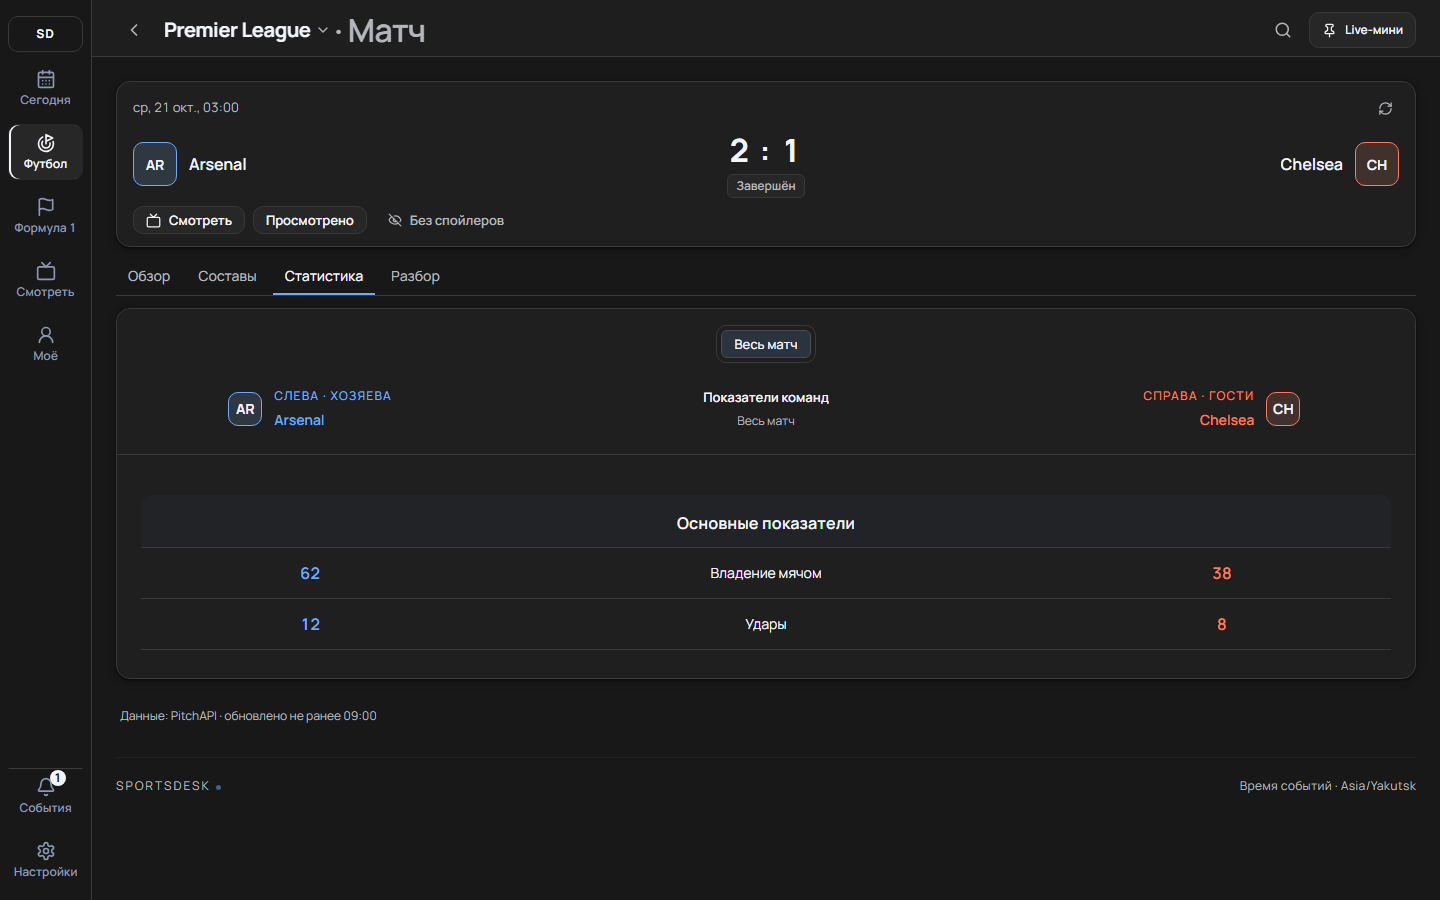 SD
Сегодня
Футбол
Формула 1
Смотреть
Моё
1
События
Настройки
Premier League · Матч
Live-мини
ср, 21 окт., 03:00
AR Arsenal
2 : 1
Завершён
Chelsea CH
Смотреть Просмотрено Без спойлеров
Обзор Составы Статистика Разбор
Весь матч
AR
СЛЕВА · ХОЗЯЕВА
Arsenal
Показатели команд
Весь матч
СПРАВА · ГОСТИ
Chelsea
CH
Основные показатели
62 Владение мячом 38
12 Удары 8
Данные: PitchAPI · обновлено не ранее 09:00
SPORTSDESK
Время событий · Asia/Yakutsk